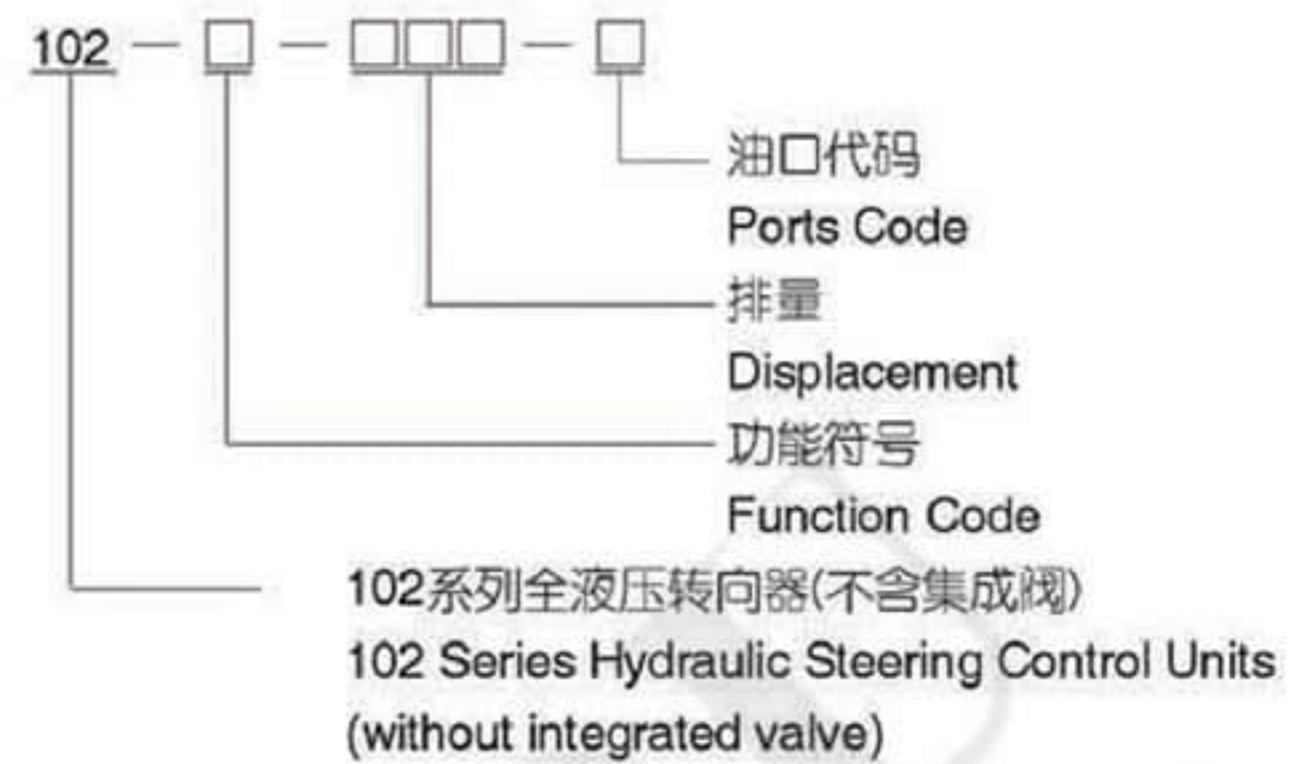 102 — □ — □□□ — □
油口代码
Ports Code
排量
Displacement
功能符号
Function Code
102系列全液压转向器(不含集成阀)
102 Series Hydraulic Steering Control Units
(without integrated valve)